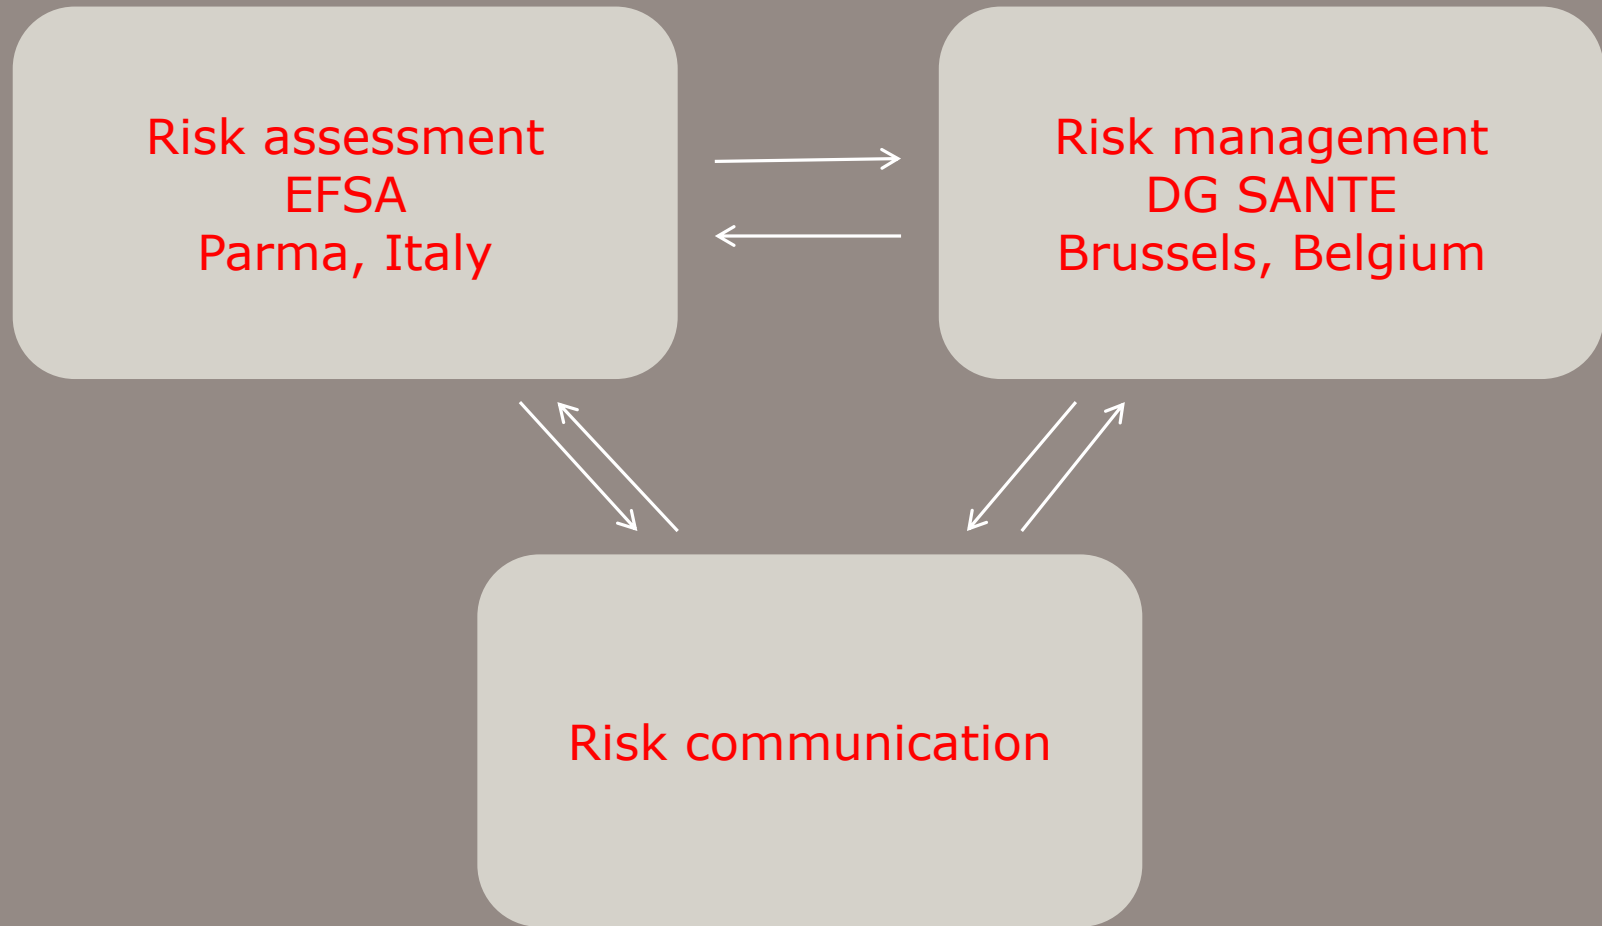 Risk assessment
EFSA
Parma, Italy
Risk management
DG SANTE
Brussels, Belgium
Risk communication